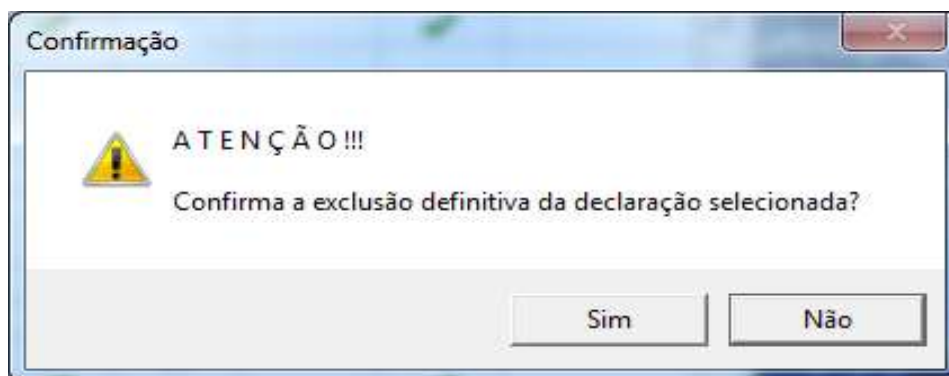 Confirmação
A T E N Ç Ã O !!!
Confirma a exclusão definitiva da declaração selecionada?
Sim
Não